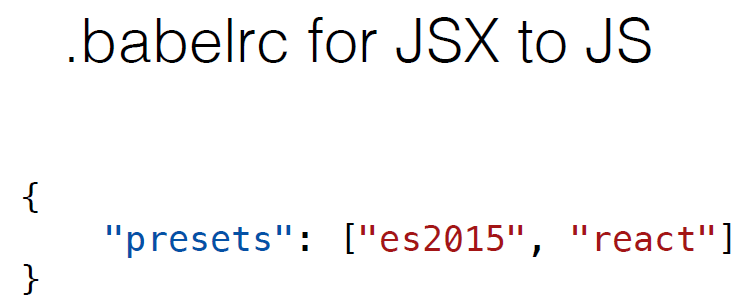 .babelrc for JSX to JS
{
"presets": ["es2015", "react"]
}